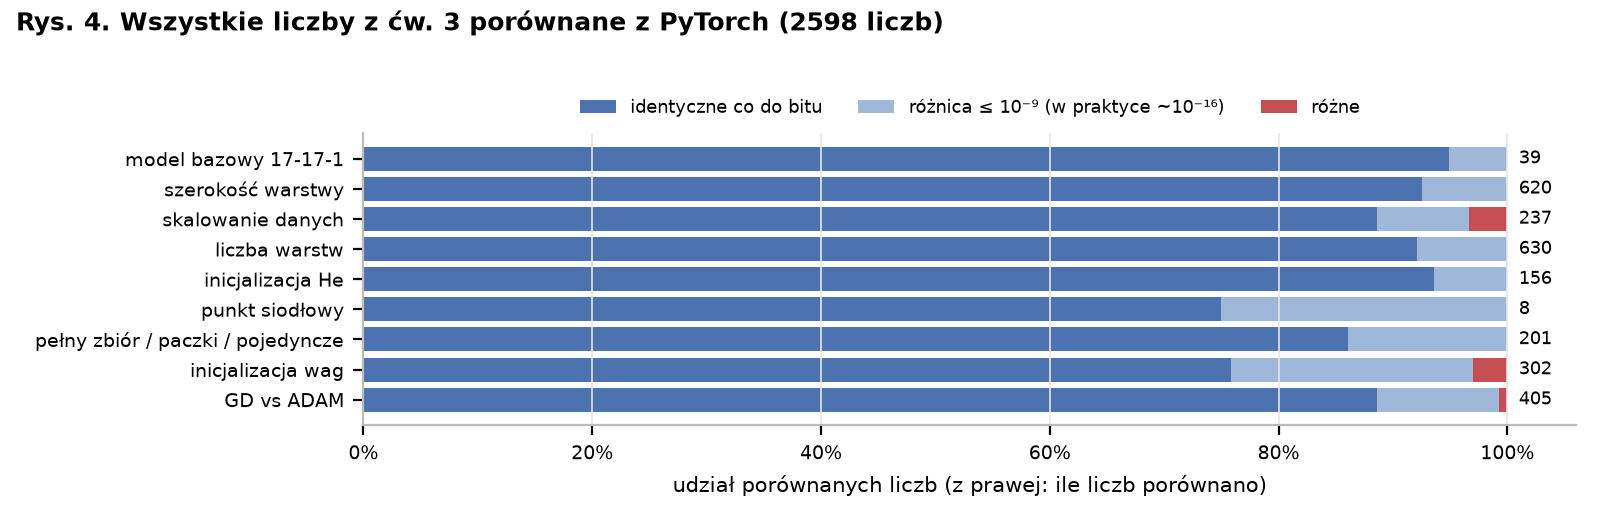 Rys. 4. Wszystkie liczby z ćw. 3 porównane z PyTorch (2598 liczb)
identyczne co do bitu
różnica ≤ 10⁻⁹ (w praktyce ~10⁻¹⁶)
różne
model bazowy 17-17-1 39
szerokość warstwy 620
skalowanie danych 237
liczba warstw 630
inicjalizacja He 156
punkt siodłowy 8
pełny zbiór / paczki / pojedyncze 201
inicjalizacja wag 302
GD vs ADAM 405
0% 20% 40% 60% 80% 100%
udział porównanych liczb (z prawej: ile liczb porównano)